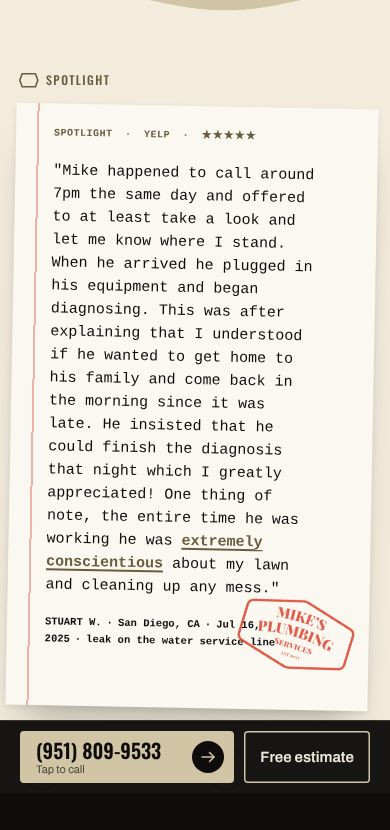 SPOTLIGHT
SPOTLIGHT · YELP · ★★★★★
"Mike happened to call around
7pm the same day and offered
to at least take a look and
let me know where I stand.
When he arrived he plugged in
his equipment and began
diagnosing. This was after
explaining that I understood
if he wanted to get home to
his family and come back in
the morning since it was
late. He insisted that he
could finish the diagnosis
that night which I greatly
appreciated! One thing of
note, the entire time he was
working he was extremely
conscientious about my lawn
and cleaning up any mess."
STUART W. · San Diego, CA · Jul 16,
2025 · leak on the water service line
MIKE'S
PLUMBING
SERVICES
(951) 809-9533
Tap to call
→
Free estimate